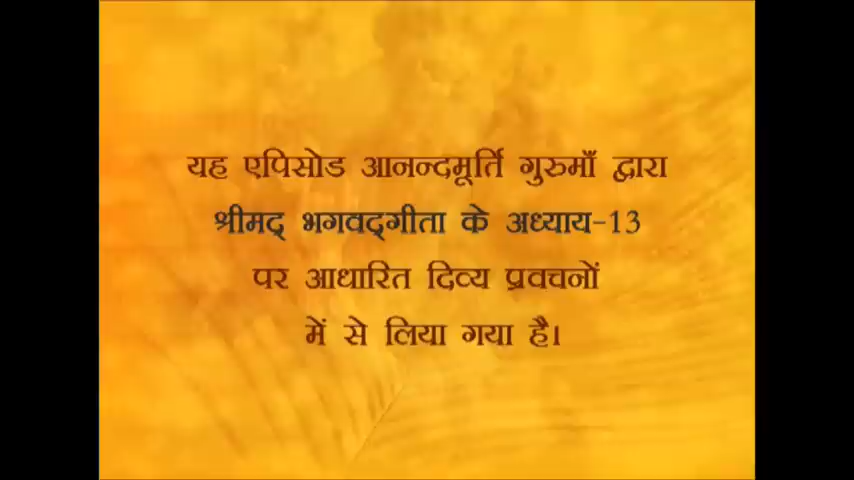 यह एपिसोड आनन्दमूर्ति गुरुमाँ द्वारा
श्रीमद् भगवद्‌गीता के अध्याय-13
पर आधारित दिव्य प्रवचनों
में से लिया गया है।